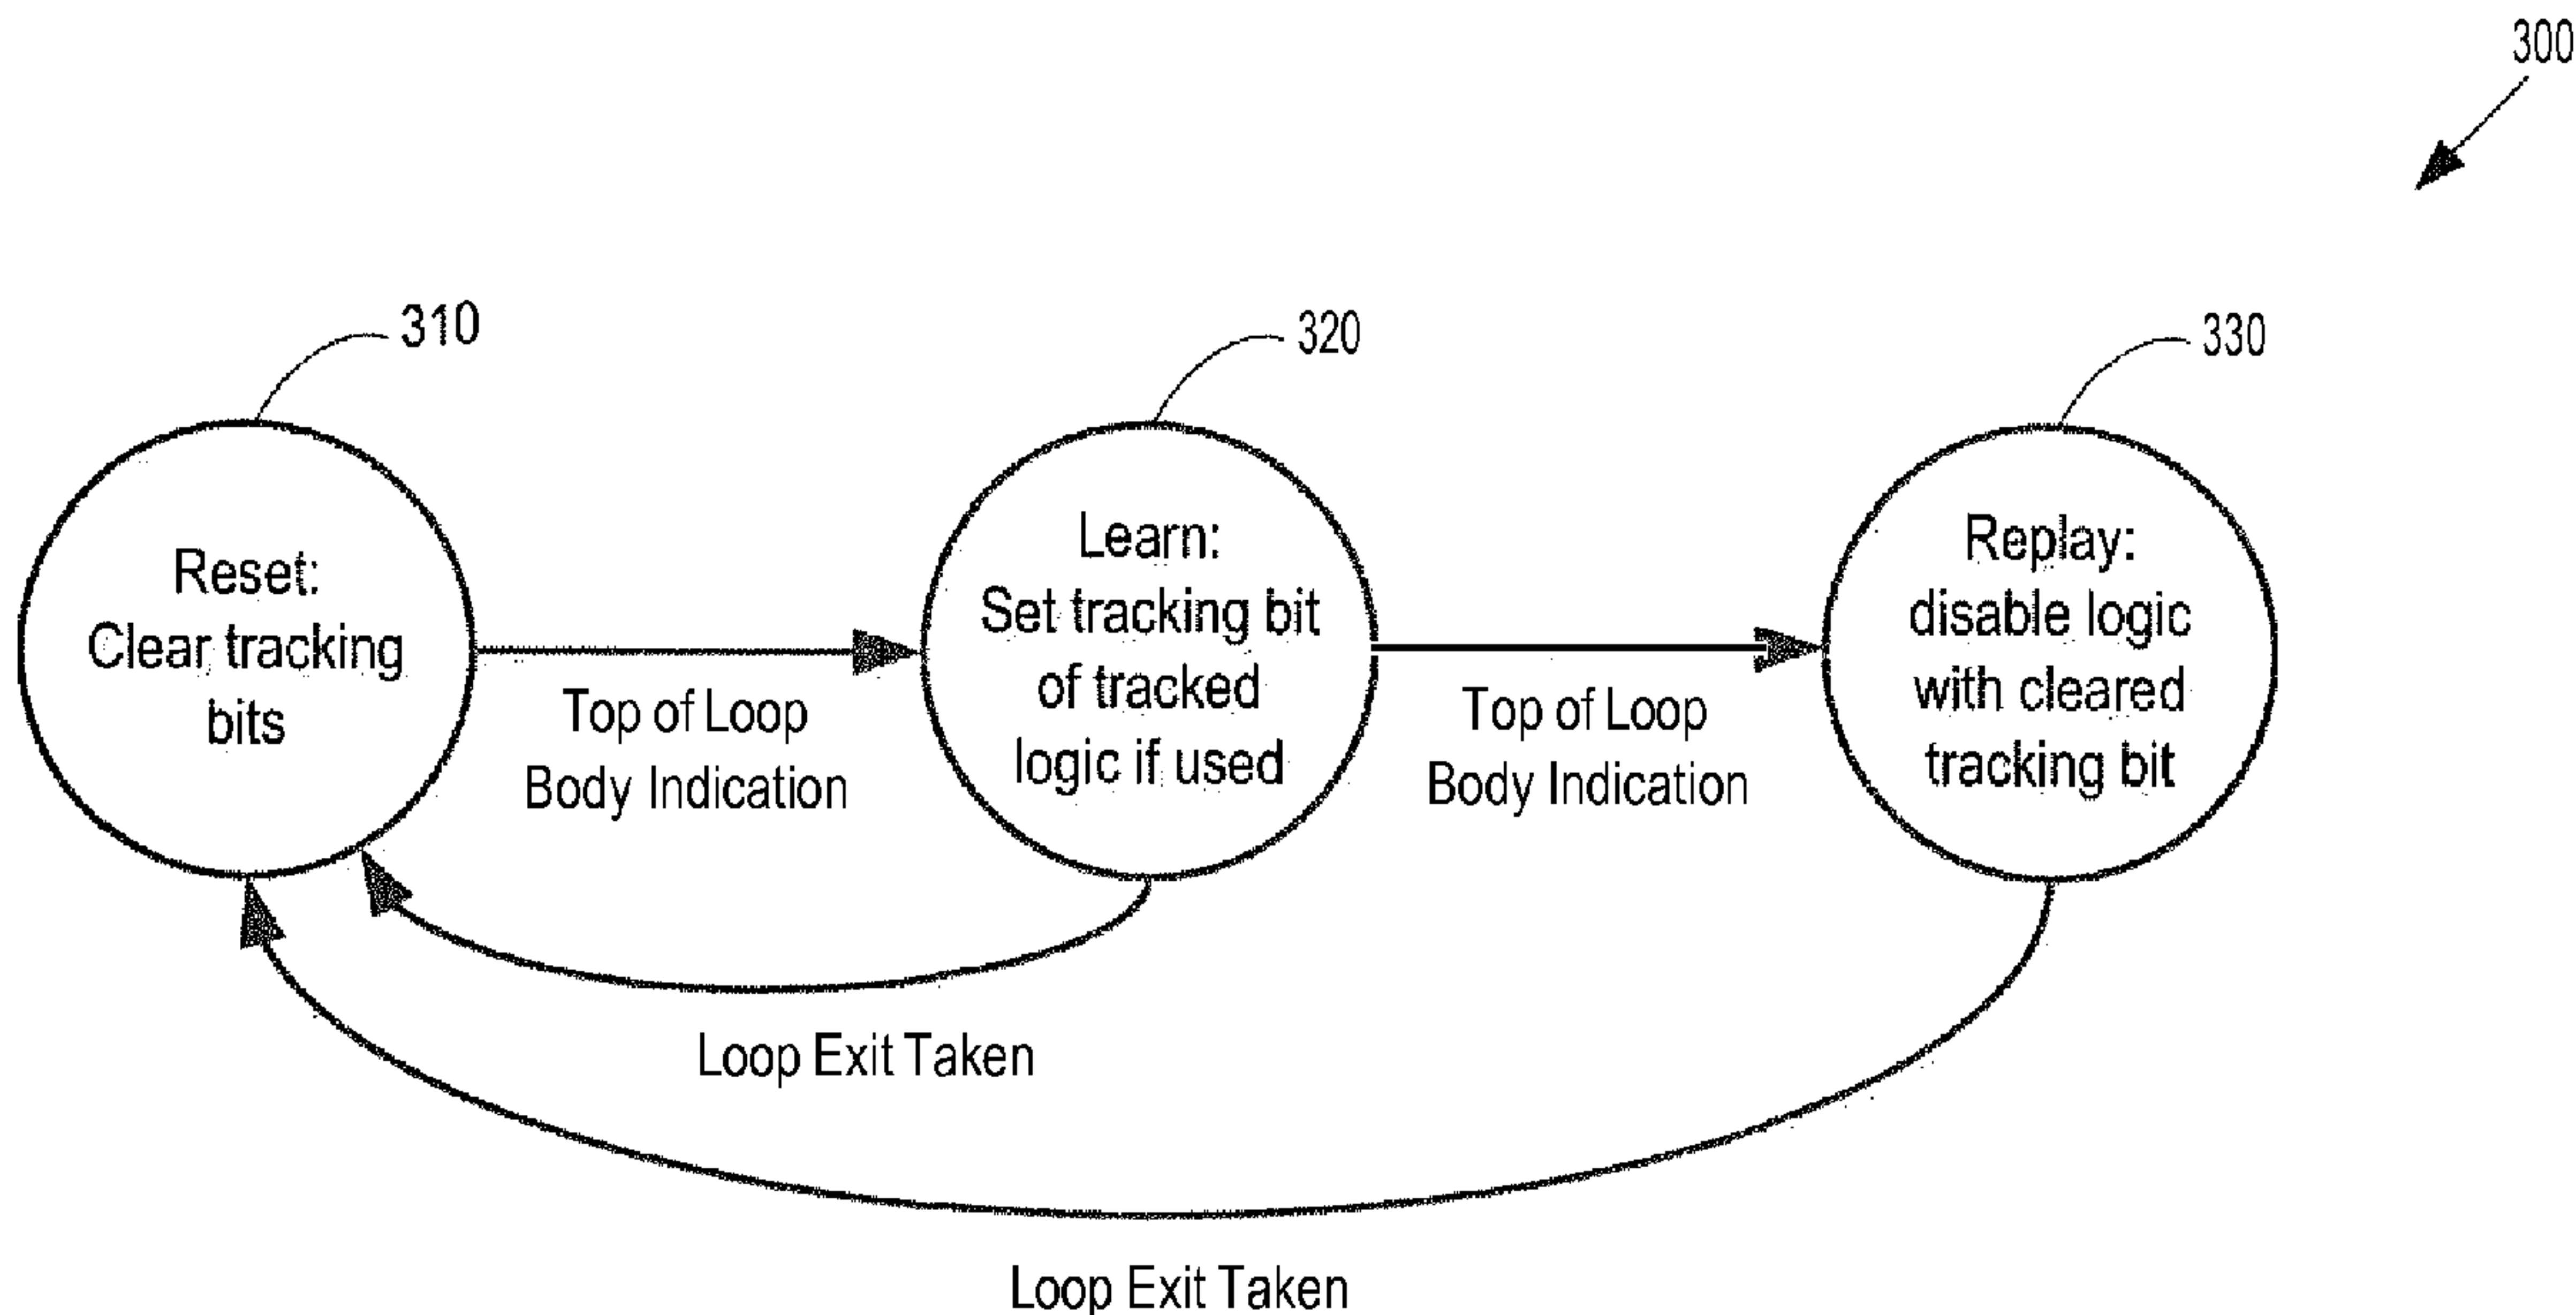 300
310
320
330
Reset:
Clear tracking
bits
Top of Loop
Body Indication
Learn:
Set tracking bit
of tracked
logic if used
Top of Loop
Body Indication
Replay:
disable logic
with cleared
tracking bit
Loop Exit Taken
Loop Exit Taken